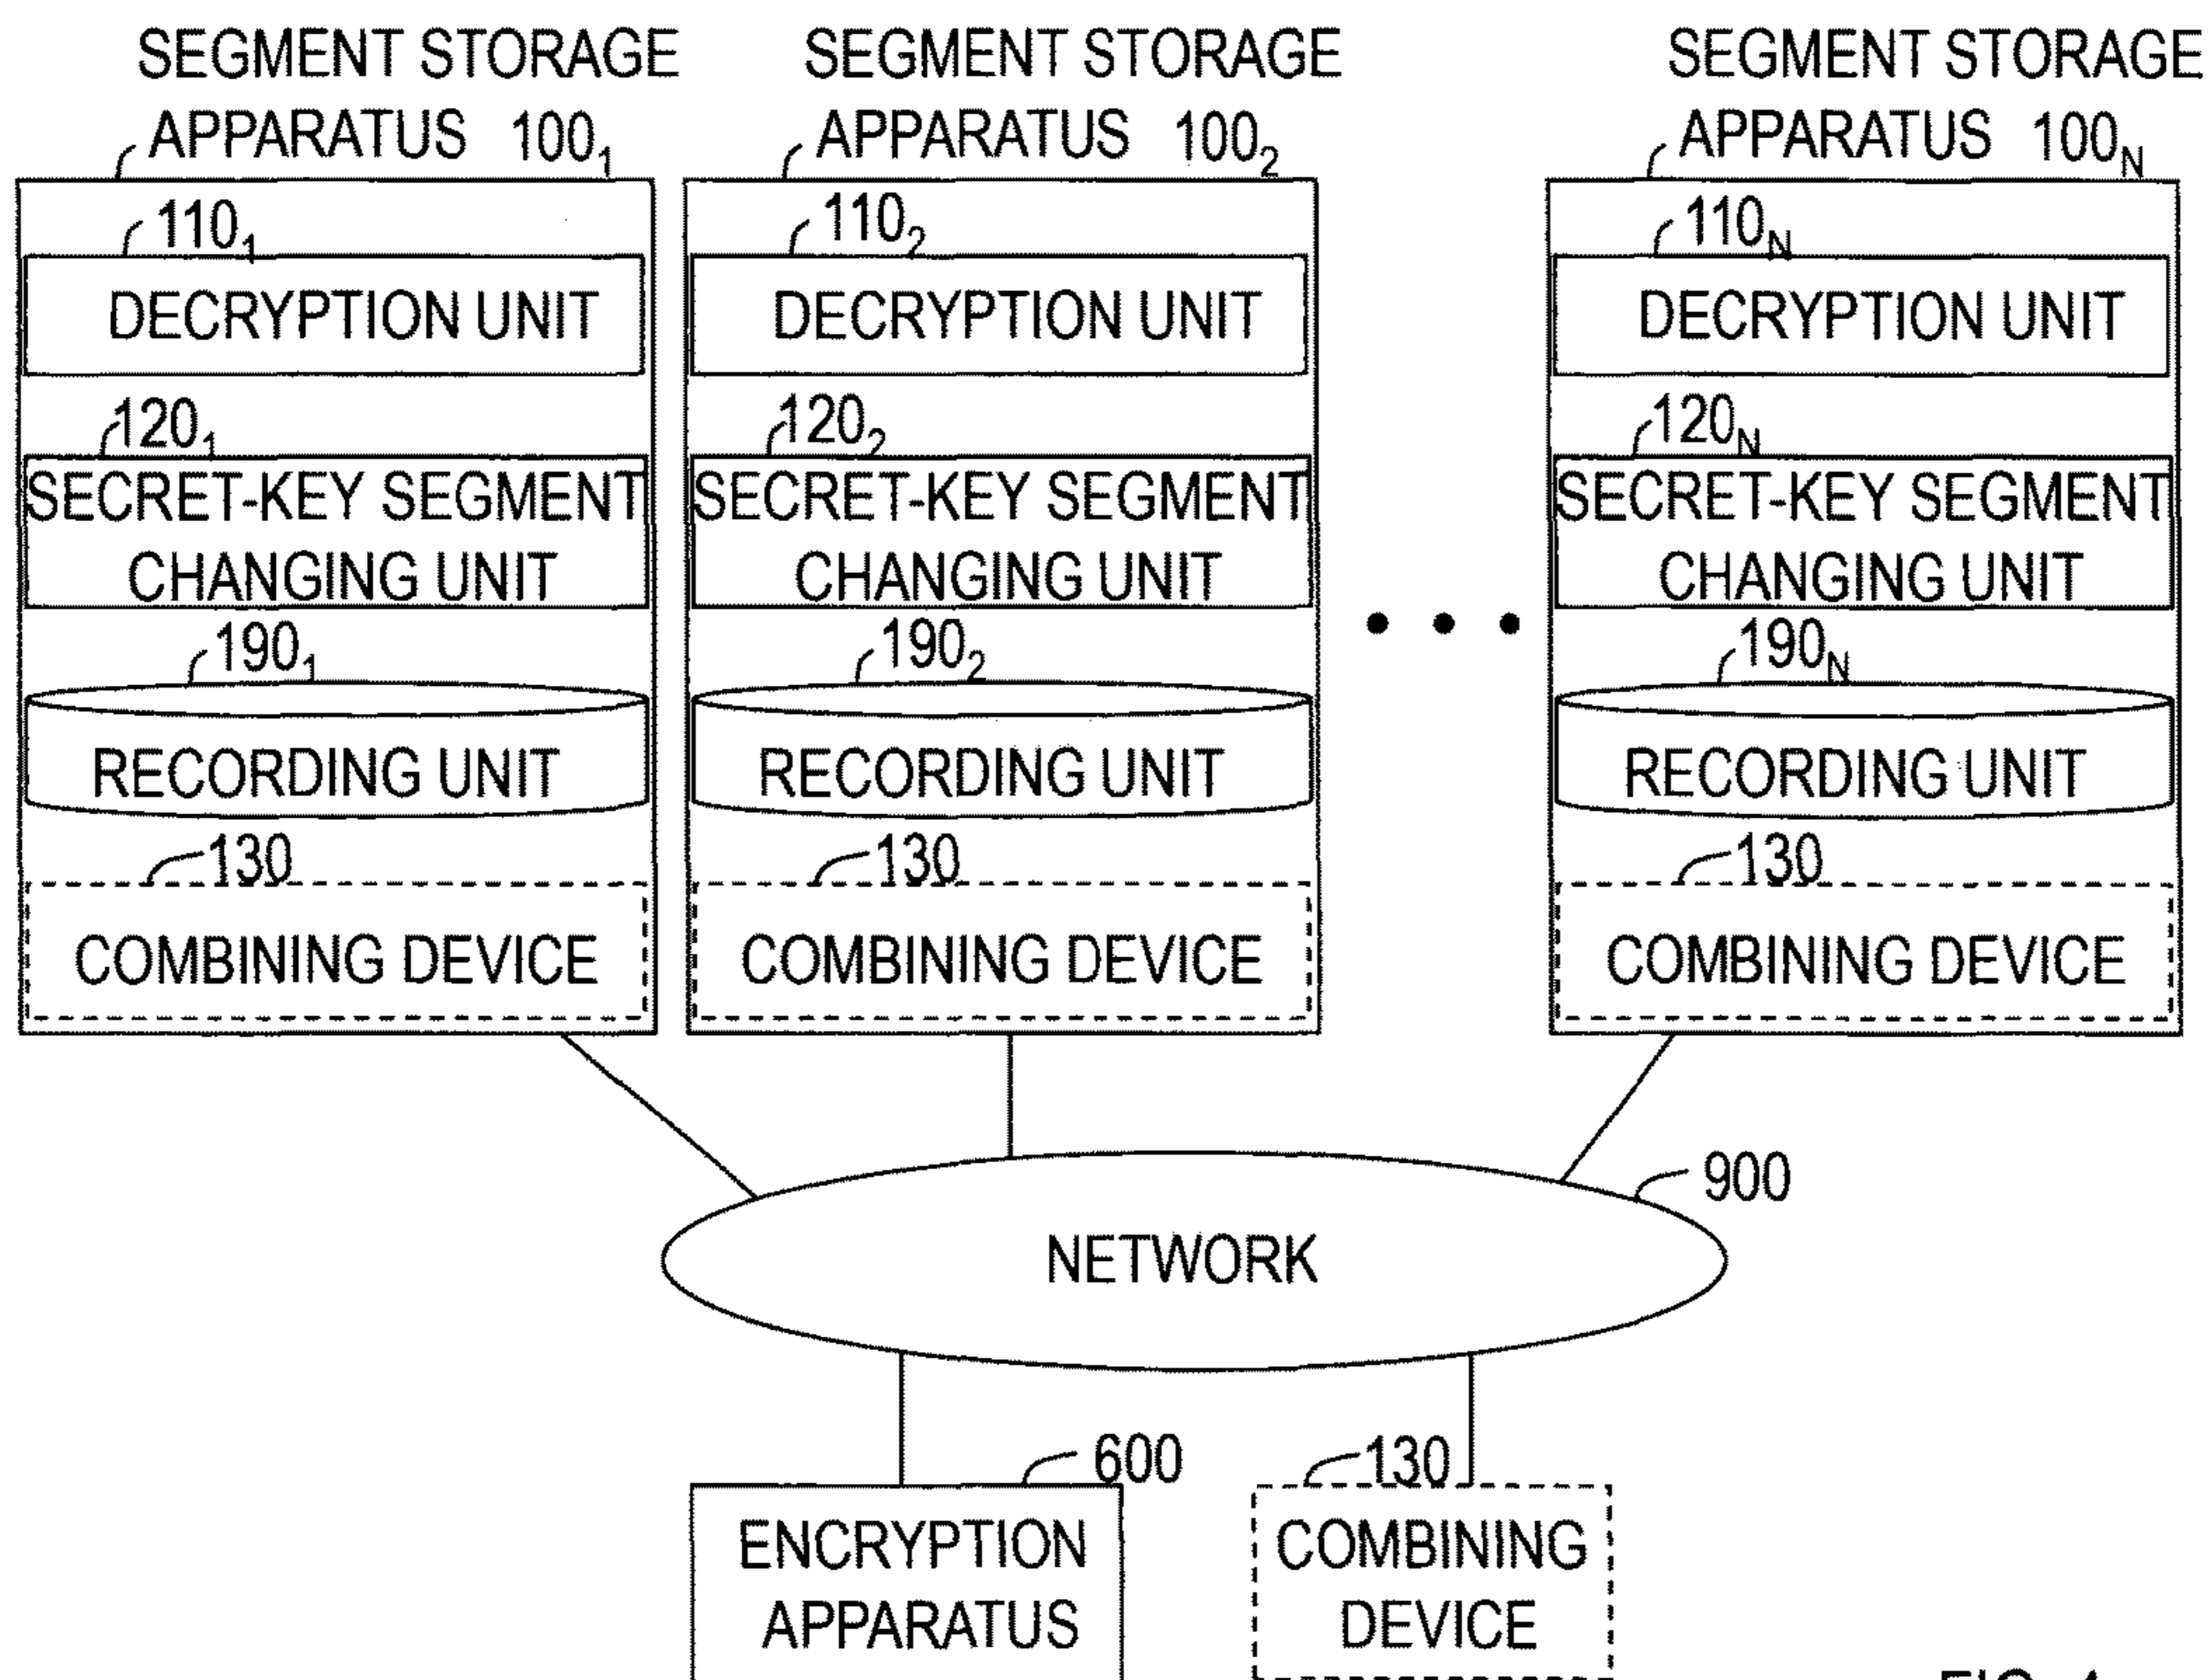 SEGMENT STORAGE APPARATUS 100₁
110₁
DECRYPTION UNIT
120₁
SECRET-KEY SEGMENT
CHANGING UNIT
190₁
RECORDING UNIT
130
COMBINING DEVICE
SEGMENT STORAGE
APPARATUS 100₂
110₂
DECRYPTION UNIT
120₂
SECRET-KEY SEGMENT
CHANGING UNIT
190₂
RECORDING UNIT
130
COMBINING DEVICE
• • •
SEGMENT STORAGE
APPARATUS 100N
110N
DECRYPTION UNIT
120N
SECRET-KEY SEGMENT
CHANGING UNIT
190N
RECORDING UNIT
130
COMBINING DEVICE
900
NETWORK
600
ENCRYPTION
APPARATUS
130
COMBINING
DEVICE